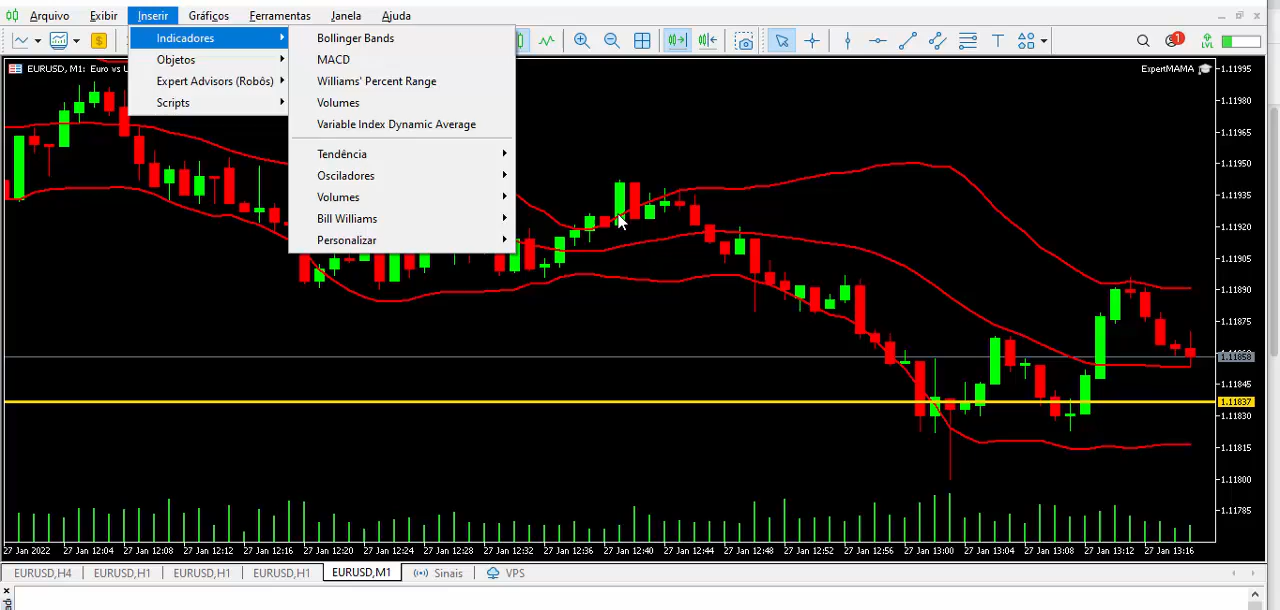 Arquivo Exibir Inserir Gráficos Ferramentas Janela Ajuda
Indicadores
Objetos
Expert Advisors (Robôs)
Scripts
Bollinger Bands
MACD
Williams' Percent Range
Volumes
Variable Index Dynamic Average
Tendência
Osciladores
Volumes
Bill Williams
Personalizar
$
T
1
LVL
EURUSD, M1: Euro vs U
ExpertMAMA
1.11995
1.11980
1.11965
1.11950
1.11935
1.11920
1.11905
1.11890
1.11875
1.11858
1.11845
1.11837
1.11830
1.11815
1.11800
1.11785
27 Jan 2022 27 Jan 12:04 27 Jan 12:08 27 Jan 12:12 27 Jan 12:16 27 Jan 12:20 27 Jan 12:24 27 Jan 12:28 27 Jan 12:32 27 Jan 12:36 27 Jan 12:40 27 Jan 12:44 27 Jan 12:48 27 Jan 12:52 27 Jan 12:56 27 Jan 13:00 27 Jan 13:04 27 Jan 13:08 27 Jan 13:12 27 Jan 13:16
EURUSD,H4 EURUSD,H1 EURUSD,H1 EURUSD,H1 EURUSD,M1 Sinais VPS